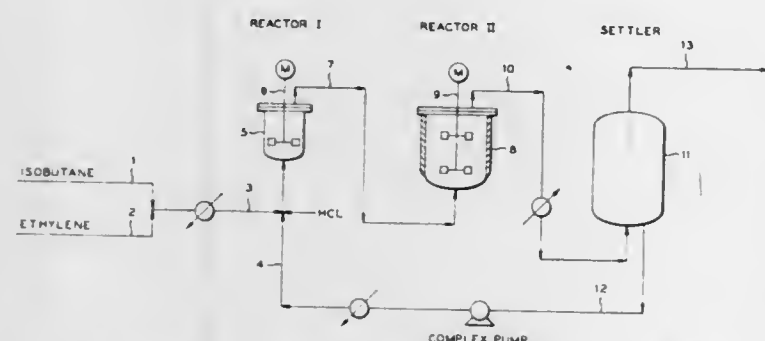 REACTOR I
REACTOR II
SETTLER
13
M
7
M
10
6
9
5
8
11
ISOBUTANE
1
3
HCL
ETHYLENE
2
4
12
COMPLEX PUMP